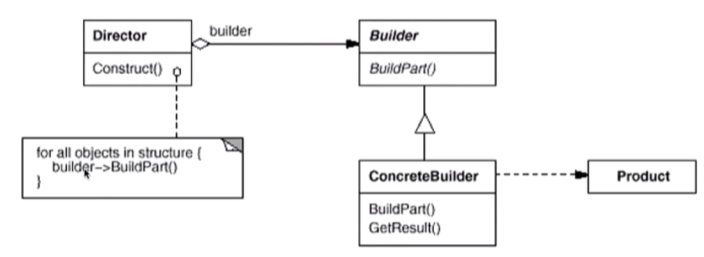 Director
Construct()
builder
Builder
BuildPart()
for all objects in structure {
builder->BuildPart()
}
ConcreteBuilder
BuildPart()
GetResult()
Product